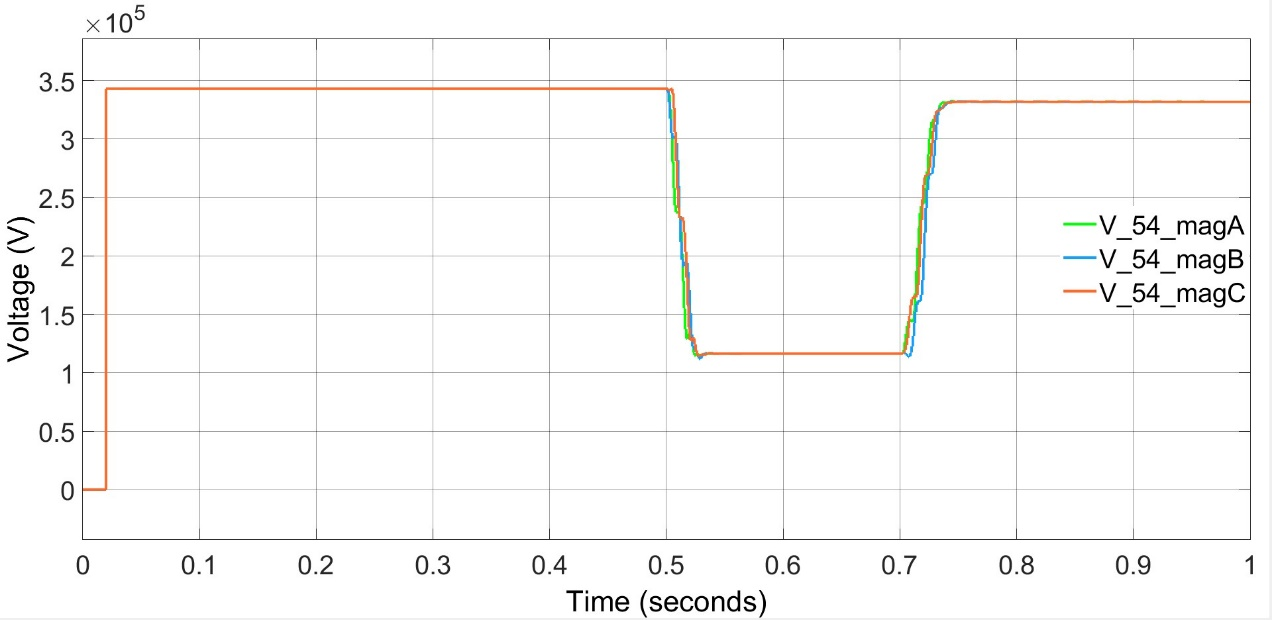 ×10⁵
3.5
3
2.5
2
1.5
1
0.5
0
Voltage (V)
V_54_magA
V_54_magB
V_54_magC
0 0.1 0.2 0.3 0.4 0.5 0.6 0.7 0.8 0.9 1
Time (seconds)